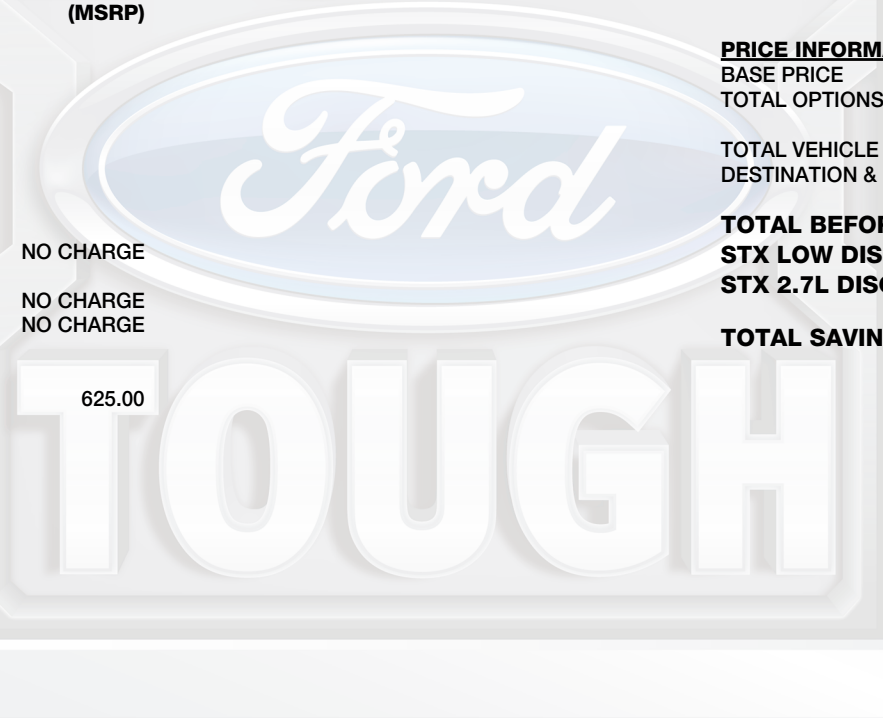 (MSRP)
NO CHARGE
NO CHARGE
NO CHARGE
625.00
PRICE INFORM
BASE PRICE
TOTAL OPTIONS
TOTAL VEHICLE
DESTINATION &
TOTAL BEFOR
STX LOW DIS
STX 2.7L DISC
TOTAL SAVIN
Ford
TOUGH